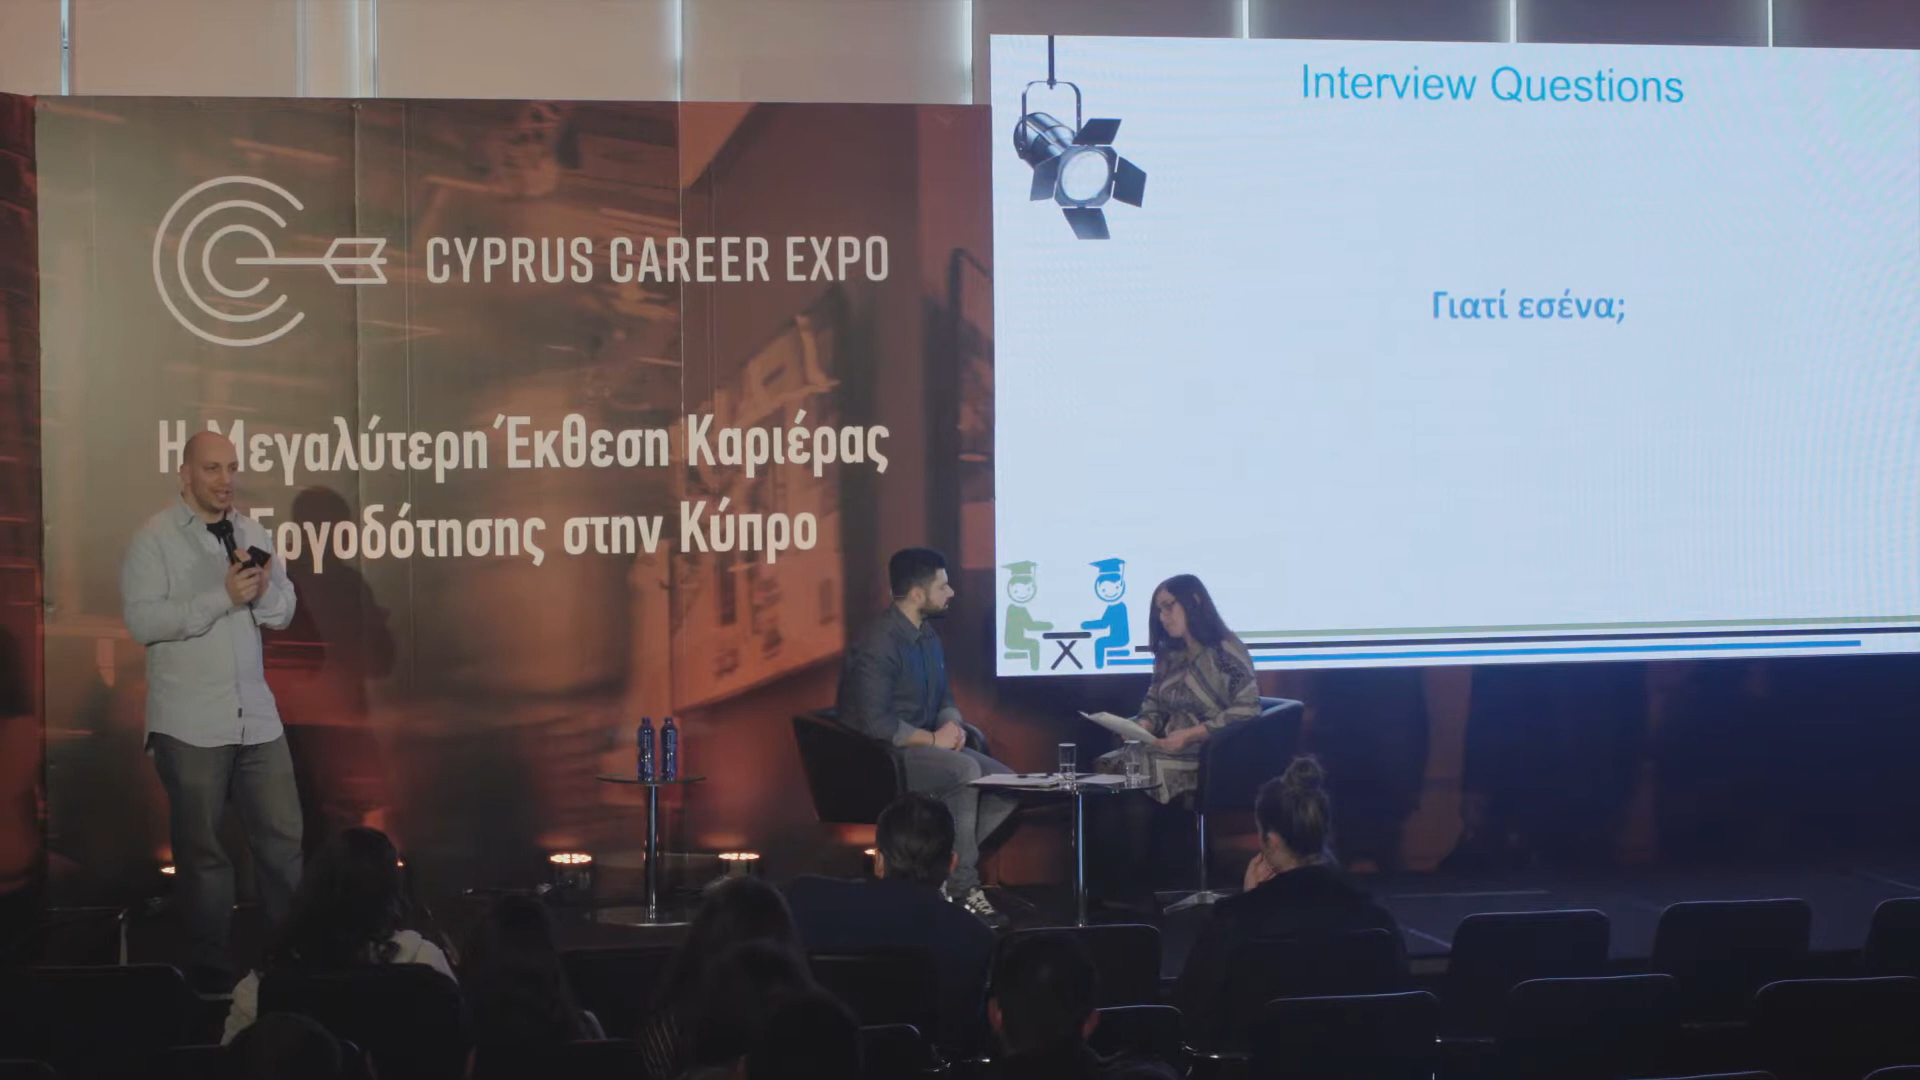 CYPRUS CAREER EXPO
Η Μεγαλύτερη Έκθεση Καριέρας
Εργοδότησης στην Κύπρο
Interview Questions
Γιατί εσένα;